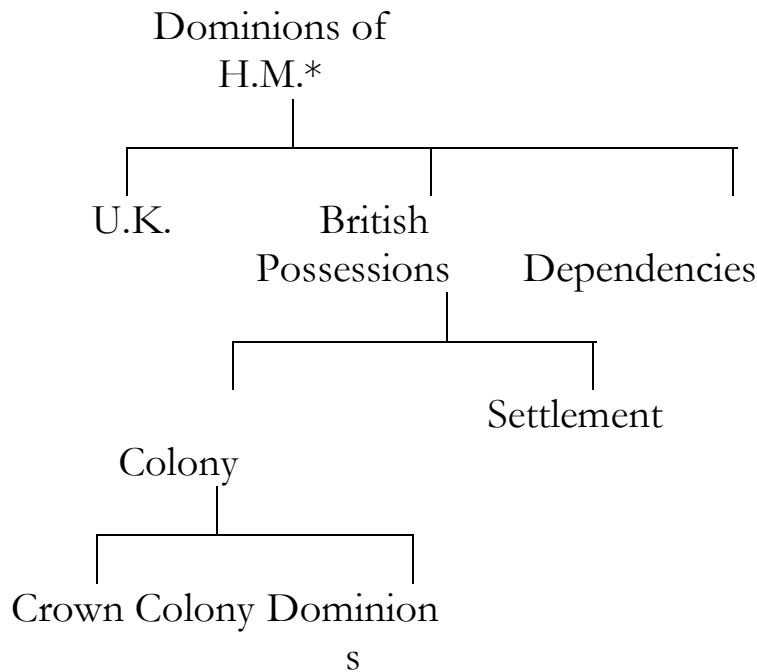 Dominions of
H.M.*
U.K.
British
Possessions
Dependencies
Settlement
Colony
Crown Colony Dominion
s